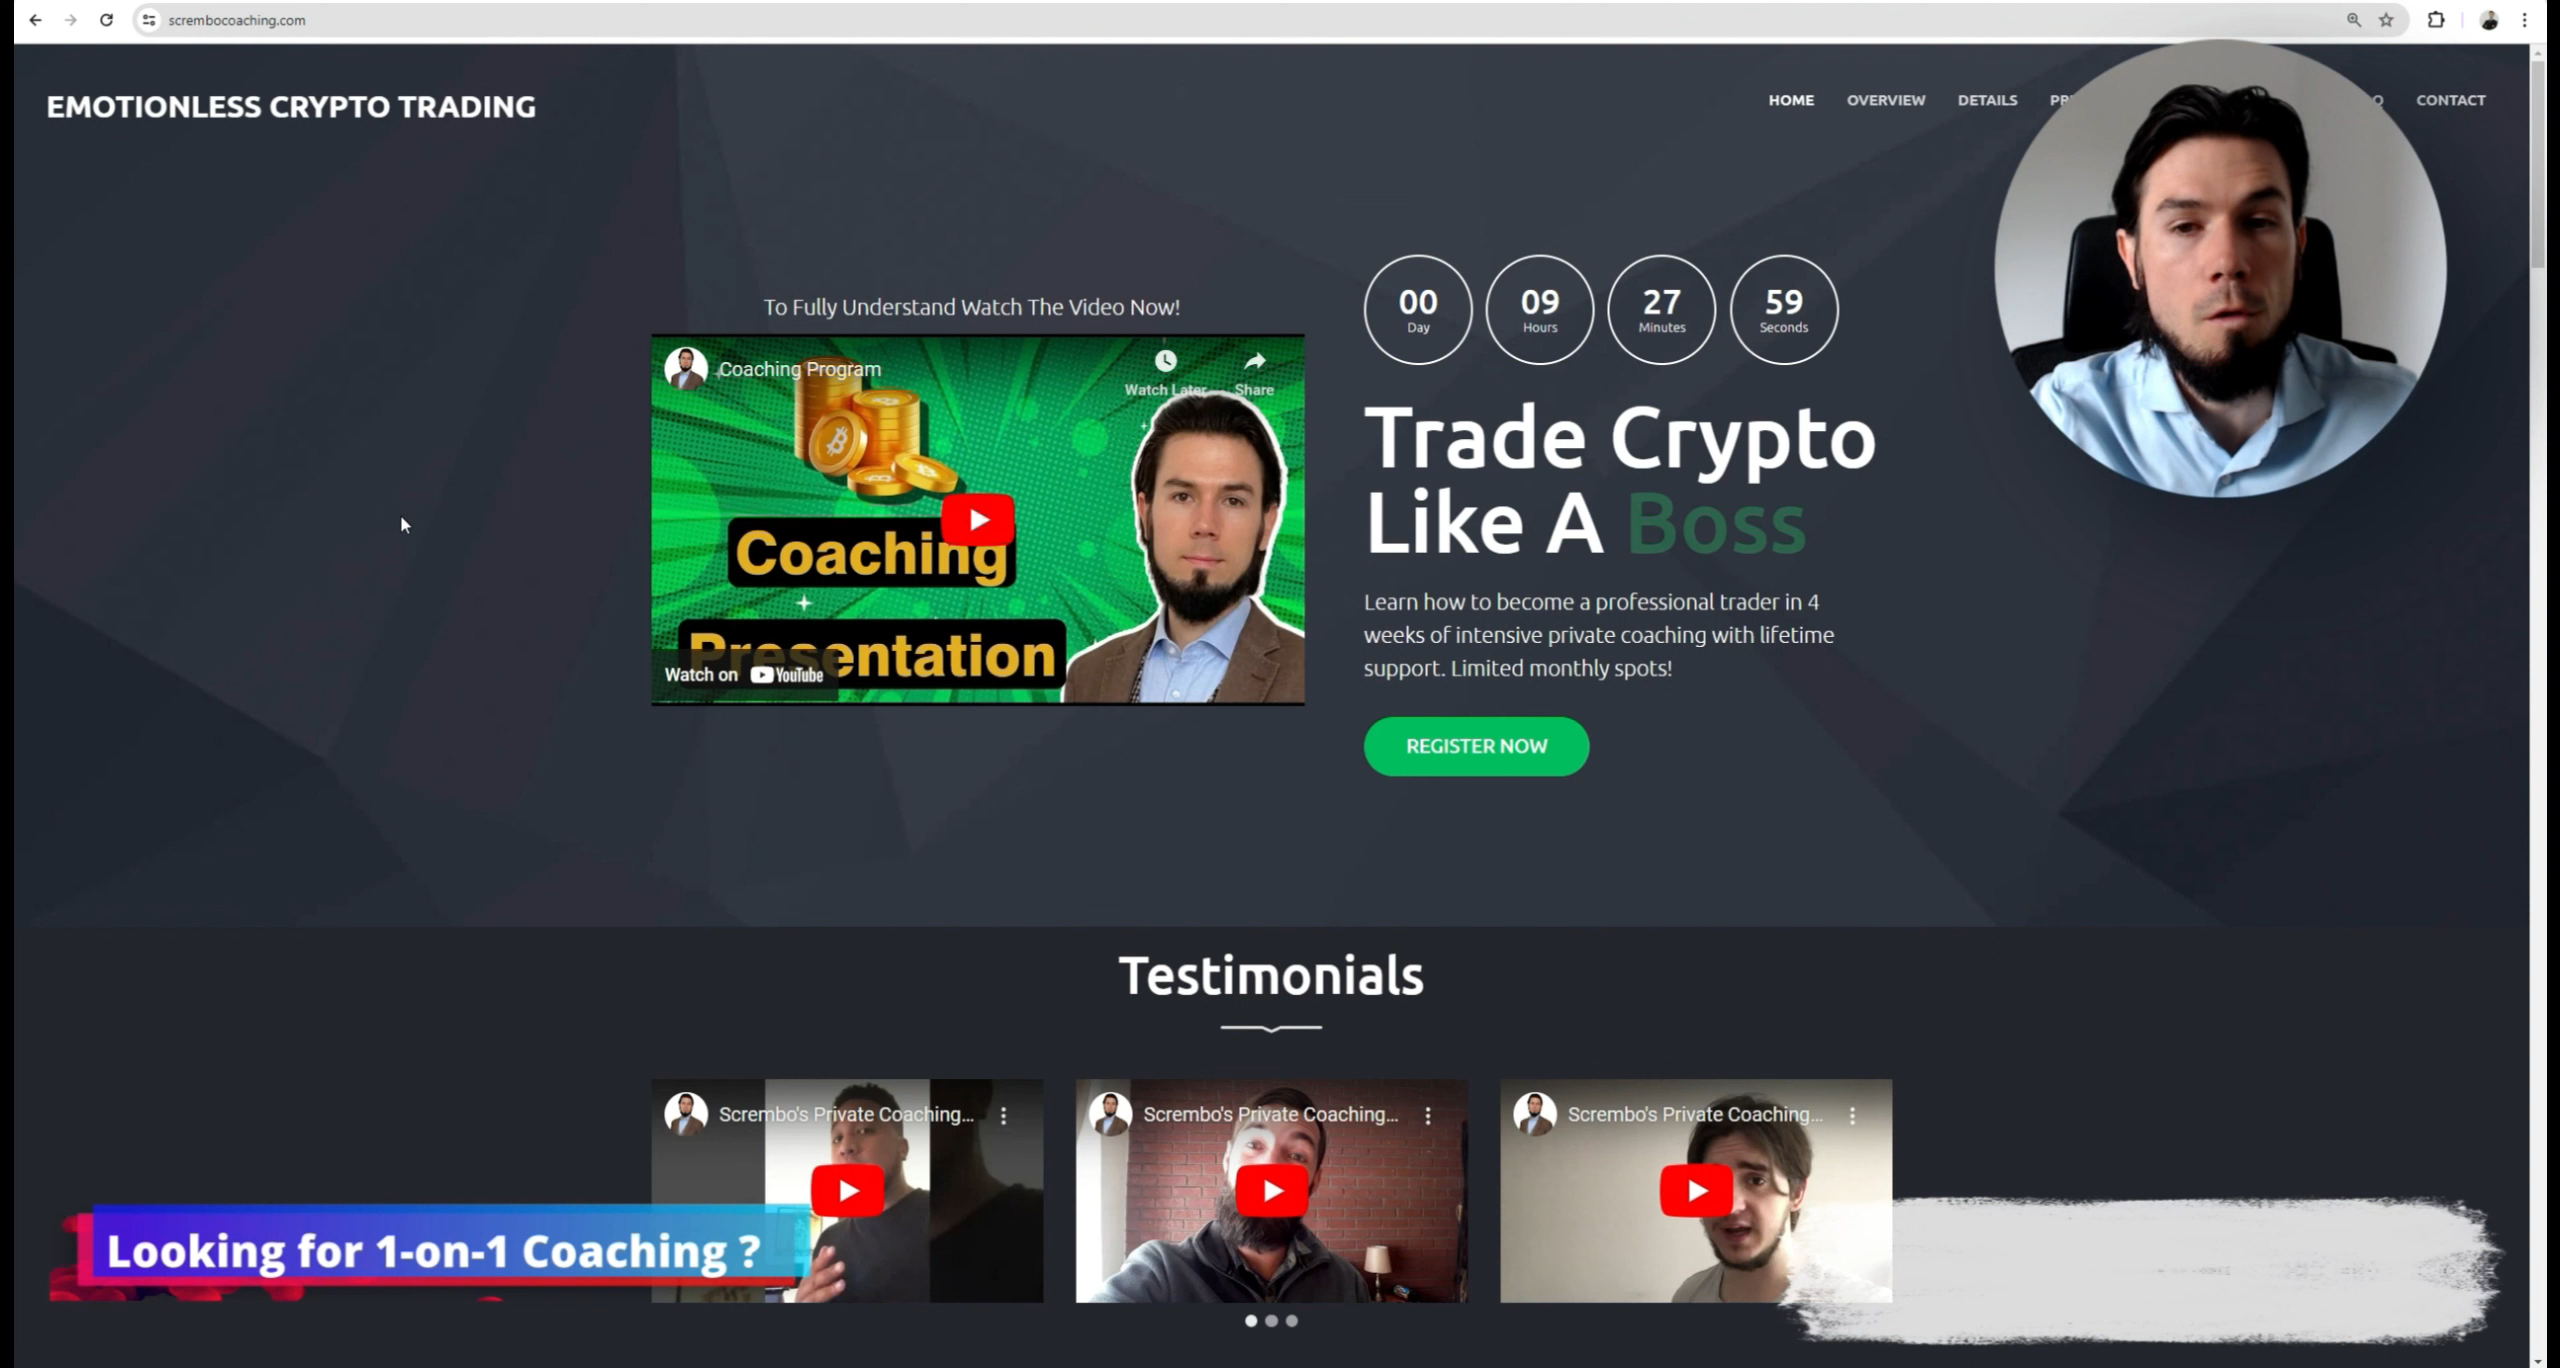 scrembocoaching.com
EMOTIONLESS CRYPTO TRADING
HOME
OVERVIEW
DETAILS
CONTACT
To Fully Understand Watch The Video Now!
Coaching Program
Watch Later
Share
Coaching
Presentation
Watch on YouTube
00
Day
09
Hours
27
Minutes
59
Seconds
Trade Crypto
Like A Boss
Learn how to become a professional trader in 4
weeks of intensive private coaching with lifetime
support. Limited monthly spots!
REGISTER NOW
Testimonials
Scrembo's Private Coaching...
Scrembo's Private Coaching...
Scrembo's Private Coaching...
Looking for 1-on-1 Coaching ?